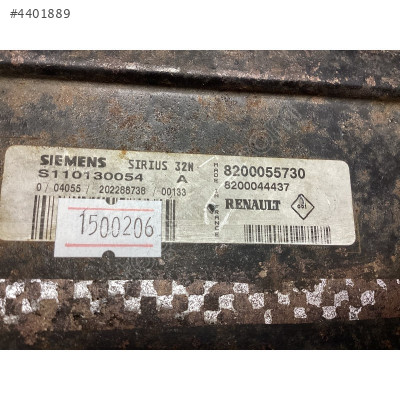 #4401889
SIEMENS SIRIUS 32N
S110130054 A
0 / 04055 / 202288738 / 00133
MADE IN FRANCE
8200055730
8200044437
RENAULT
1500206